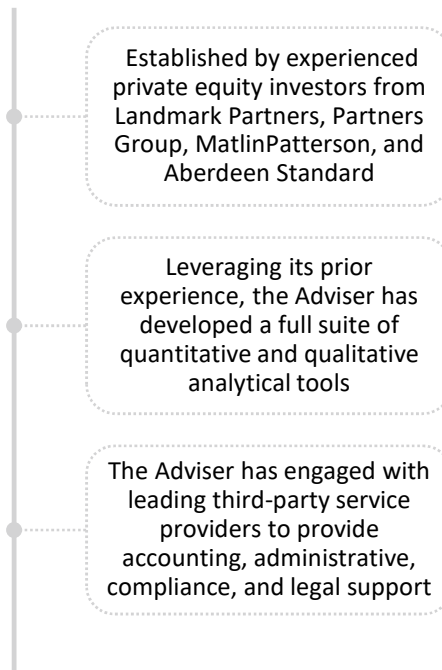 Established by experienced
private equity investors from
Landmark Partners, Partners
Group, MatlinPatterson, and
Aberdeen Standard
Leveraging its prior
experience, the Adviser has
developed a full suite of
quantitative and qualitative
analytical tools
The Adviser has engaged with
leading third-party service
providers to provide
accounting, administrative,
compliance, and legal support